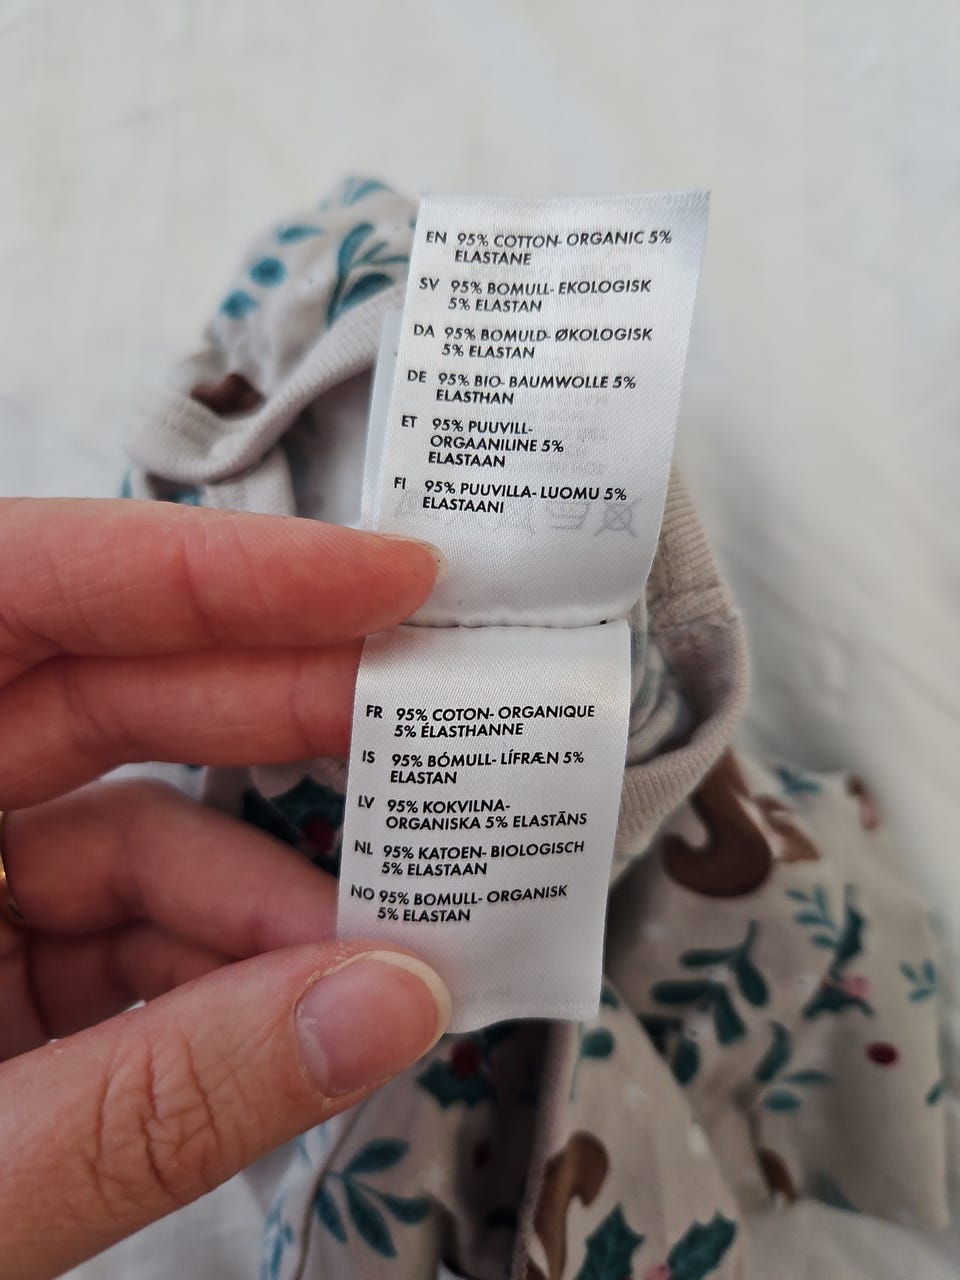 EN 95% COTTON- ORGANIC 5%
ELASTANE
SV 95% BOMULL- EKOLOGISK
5% ELASTAN
DA 95% BOMULD- ØKOLOGISK
5% ELASTAN
DE 95% BIO- BAUMWOLLE 5%
ELASTHAN
ET 95% PUUVILL-
ORGAANILINE 5%
ELASTAAN
FI 95% PUUVILLA- LUOMU 5%
ELASTAANI
FR 95% COTON- ORGANIQUE
5% ÉLASTHANNE
IS 95% BÓMULL- LÍFRÆN 5%
ELASTAN
LV 95% KOKVILNA-
ORGANISKA 5% ELASTĀNS
NL 95% KATOEN- BIOLOGISCH
5% ELASTAAN
NO 95% BOMULL- ORGANISK
5% ELASTAN